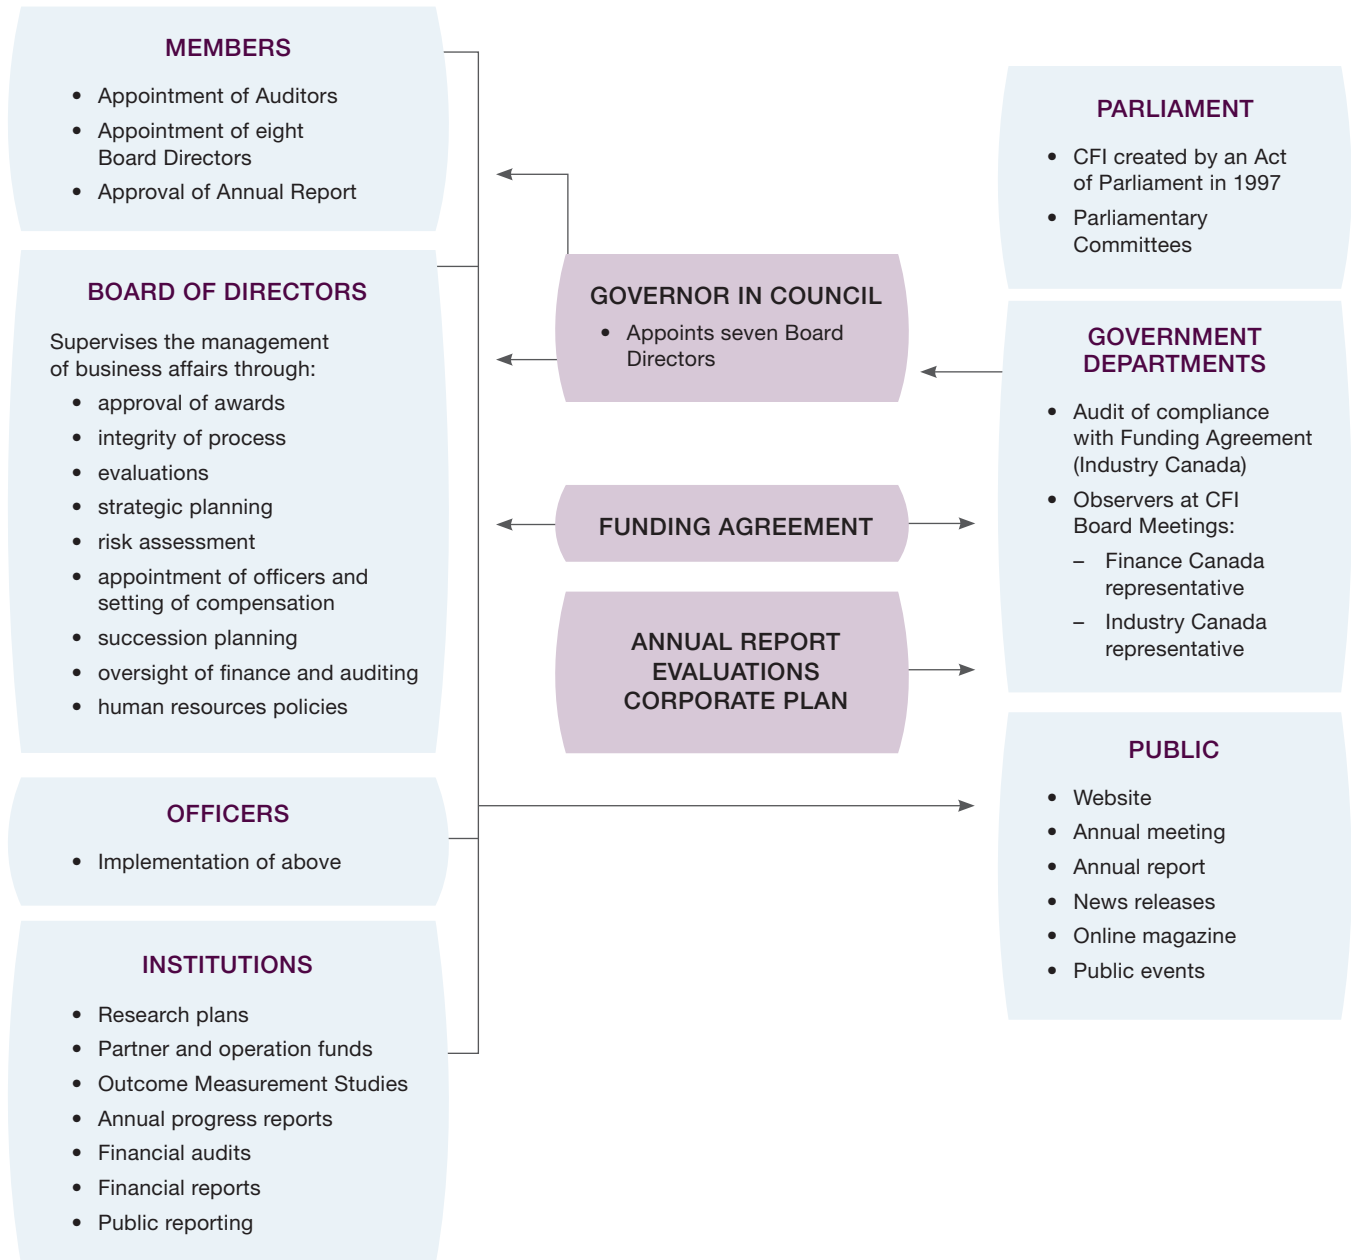 MEMBERS
• Appointment of Auditors
• Appointment of eight
Board Directors
• Approval of Annual Report
BOARD OF DIRECTORS
Supervises the management
of business affairs through:
• approval of awards
• integrity of process
• evaluations
• strategic planning
• risk assessment
• appointment of officers and
setting of compensation
• succession planning
• oversight of finance and auditing
• human resources policies
OFFICERS
• Implementation of above
INSTITUTIONS
• Research plans
• Partner and operation funds
• Outcome Measurement Studies
• Annual progress reports
• Financial audits
• Financial reports
• Public reporting
GOVERNOR IN COUNCIL
• Appoints seven Board
Directors
FUNDING AGREEMENT
ANNUAL REPORT
EVALUATIONS
CORPORATE PLAN
PARLIAMENT
• CFI created by an Act
of Parliament in 1997
• Parliamentary
Committees
GOVERNMENT
DEPARTMENTS
• Audit of compliance
with Funding Agreement
(Industry Canada)
• Observers at CFI
Board Meetings:
– Finance Canada
representative
– Industry Canada
representative
PUBLIC
• Website
• Annual meeting
• Annual report
• News releases
• Online magazine
• Public events